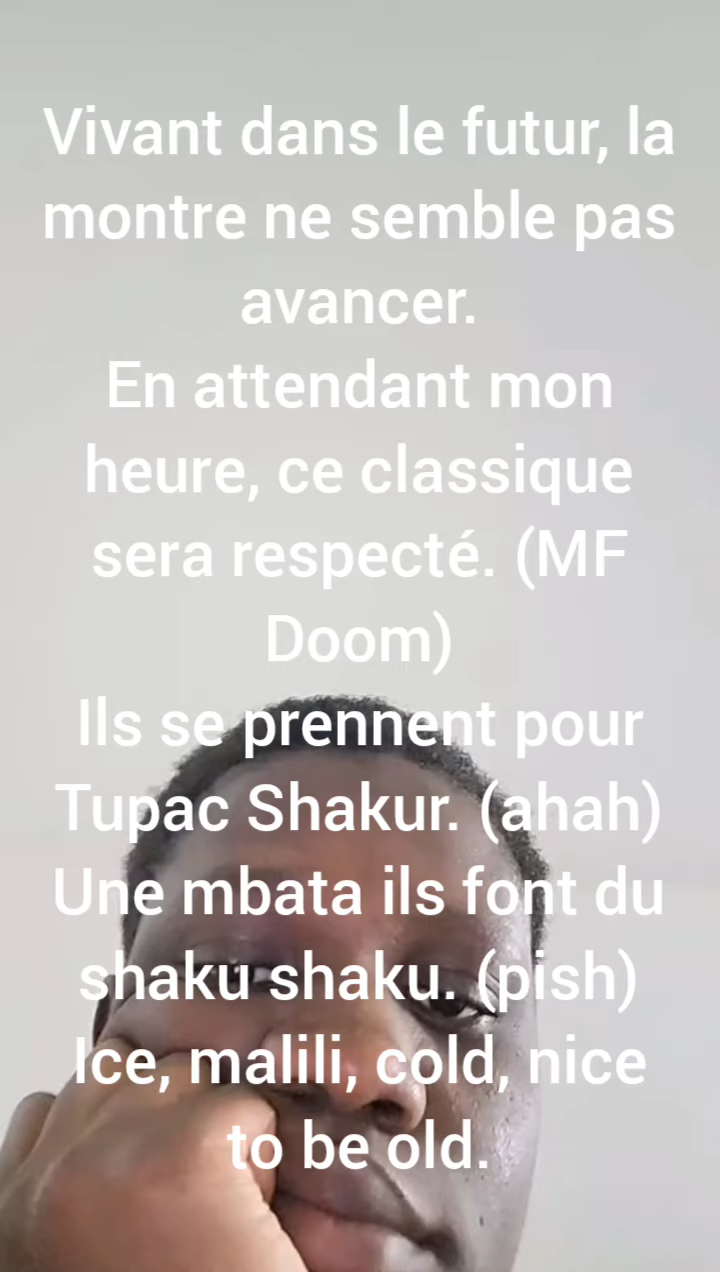 Vivant dans le futur, la
montre ne semble pas
avancer.
En attendant mon
heure, ce classique
sera respecté. (MF
Doom)
Ils se prennent pour
Tupac Shakur. (ahah)
Une mbata ils font du
shaku shaku. (pish)
Ice, malili, cold, nice
to be old.